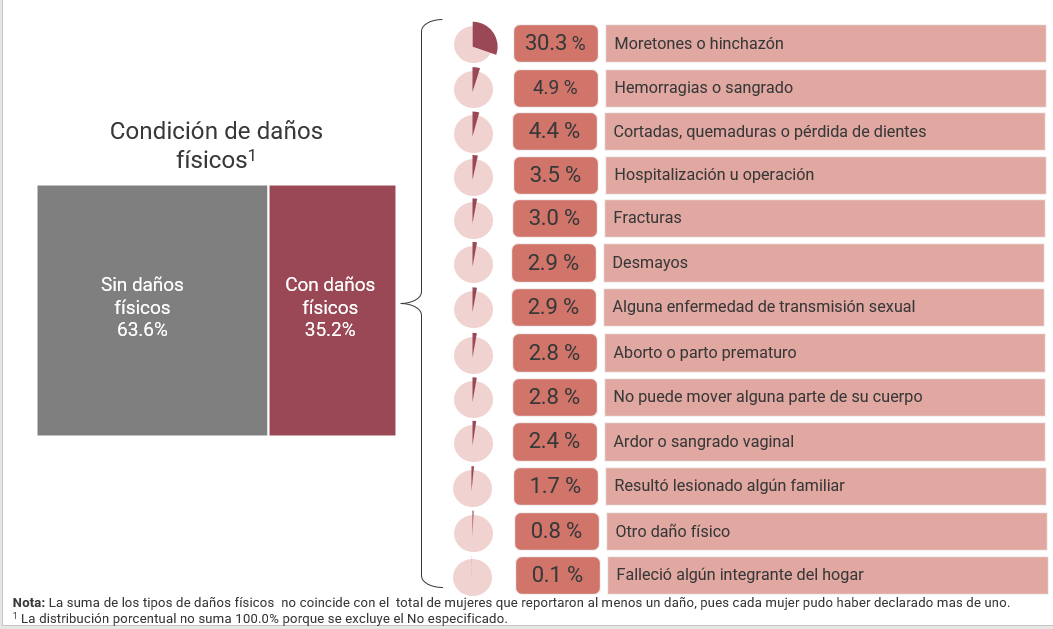 Condición de daños
físicos¹
Sin daños
físicos
63.6%
Con daños
físicos
35.2%
30.3 % Moretones o hinchazón
4.9 % Hemorragias o sangrado
4.4 % Cortadas, quemaduras o pérdida de dientes
3.5 % Hospitalización u operación
3.0 % Fracturas
2.9 % Desmayos
2.9 % Alguna enfermedad de transmisión sexual
2.8 % Aborto o parto prematuro
2.8 % No puede mover alguna parte de su cuerpo
2.4 % Ardor o sangrado vaginal
1.7 % Resultó lesionado algún familiar
0.8 % Otro daño físico
0.1 % Falleció algún integrante del hogar
Nota: La suma de los tipos de daños físicos no coincide con el total de mujeres que reportaron al menos un daño, pues cada mujer pudo haber declarado mas de uno.
¹ La distribución porcentual no suma 100.0% porque se excluye el No especificado.